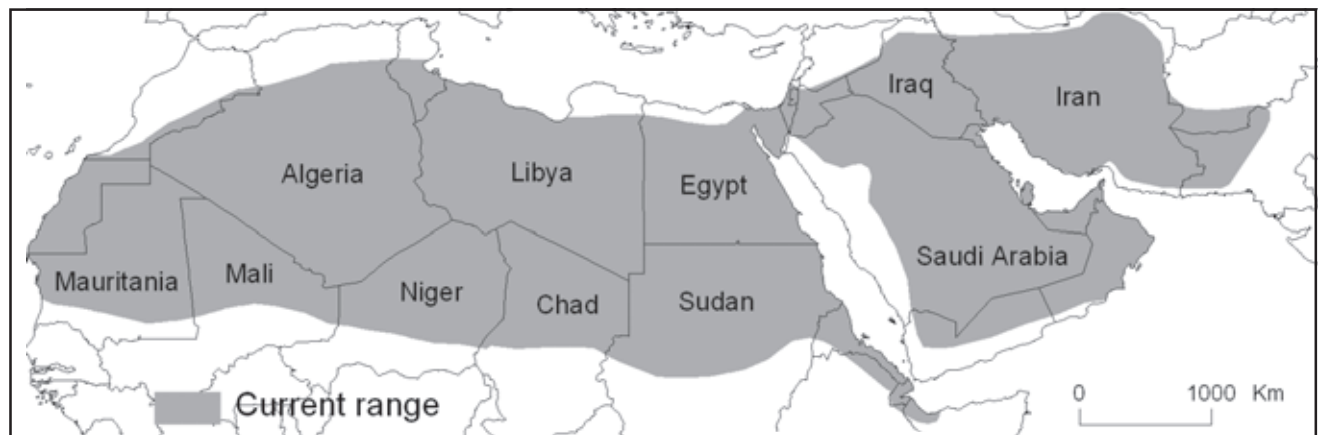 Iraq
Iran
Algeria
Libya
Egypt
Saudi Arabia
Mauritania
Mali
Niger
Chad
Sudan
Current range
0 1000 Km